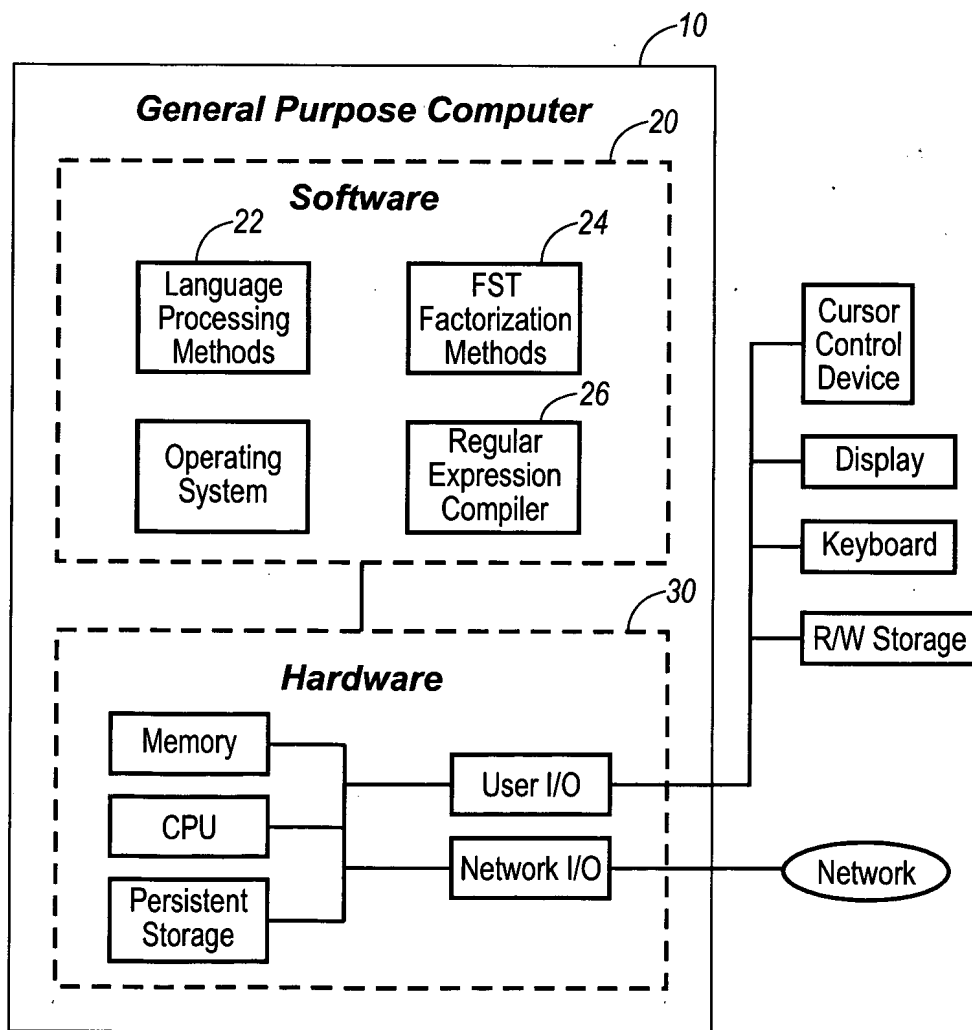 10
General Purpose Computer
20
Software
22
Language
Processing
Methods
24
FST
Factorization
Methods
Operating
System
26
Regular
Expression
Compiler
30
Hardware
Memory
CPU
Persistent
Storage
User I/O
Network I/O
Cursor
Control
Device
Display
Keyboard
R/W Storage
Network